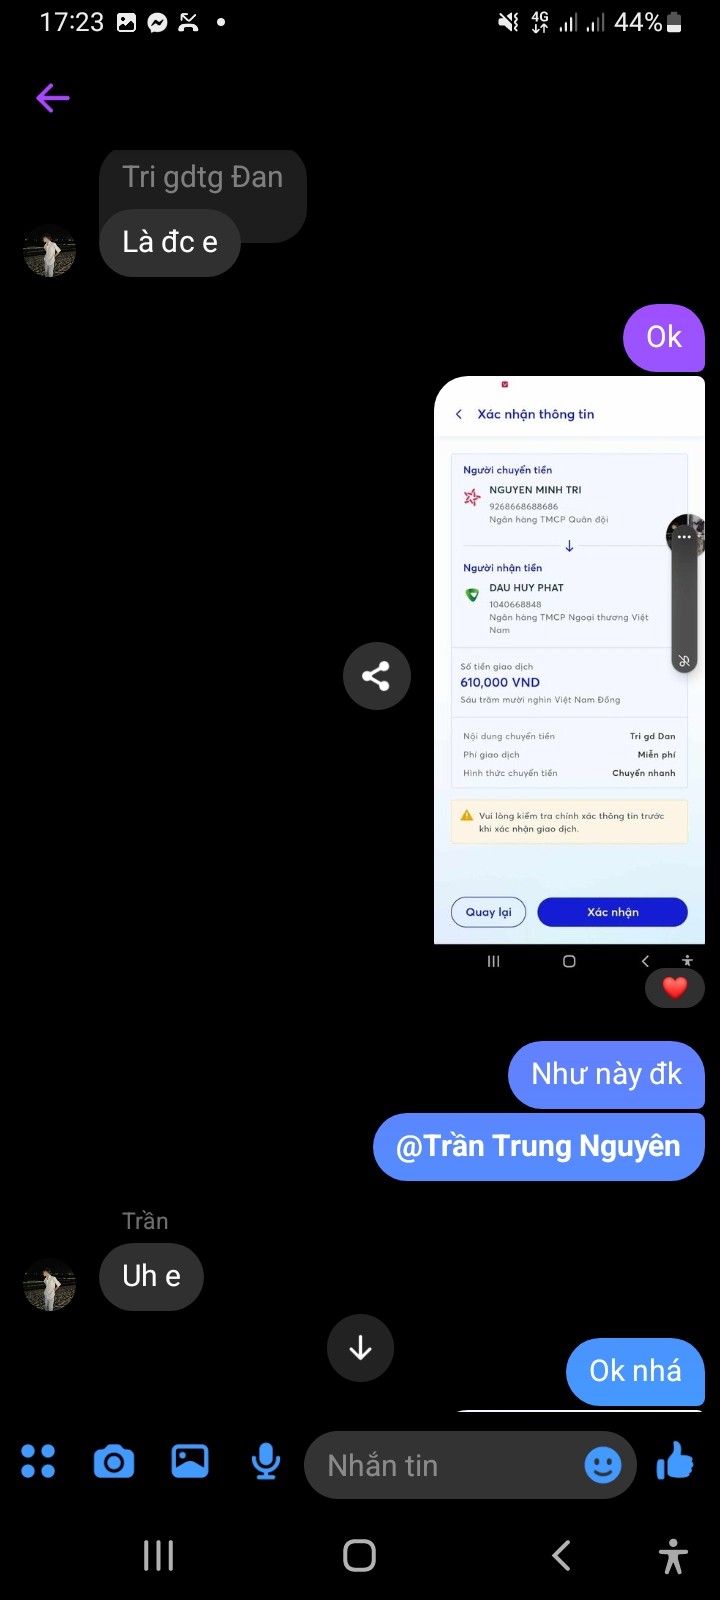 17:23
4G
44%
Tri gdtg Đan
Là đc e
Ok
Xác nhận thông tin
Người chuyển tiền
NGUYEN MINH TRI
9268668688686
Ngân hàng TMCP Quân đội
Người nhận tiền
DAU HUY PHAT
1040668848
Ngân hàng TMCP Ngoại thương Việt
Nam
Số tiền giao dịch
610,000 VND
Sáu trăm mười nghìn Việt Nam Đồng
Nội dung chuyển tiền Tri gd Dan
Phí giao dịch Miễn phí
Hình thức chuyển tiền Chuyển nhanh
Vui lòng kiểm tra chính xác thông tin trước
khi xác nhận giao dịch.
Quay lại Xác nhận
Như này đk
@Trần Trung Nguyên
Trần
Uh e
Ok nhá
Nhắn tin